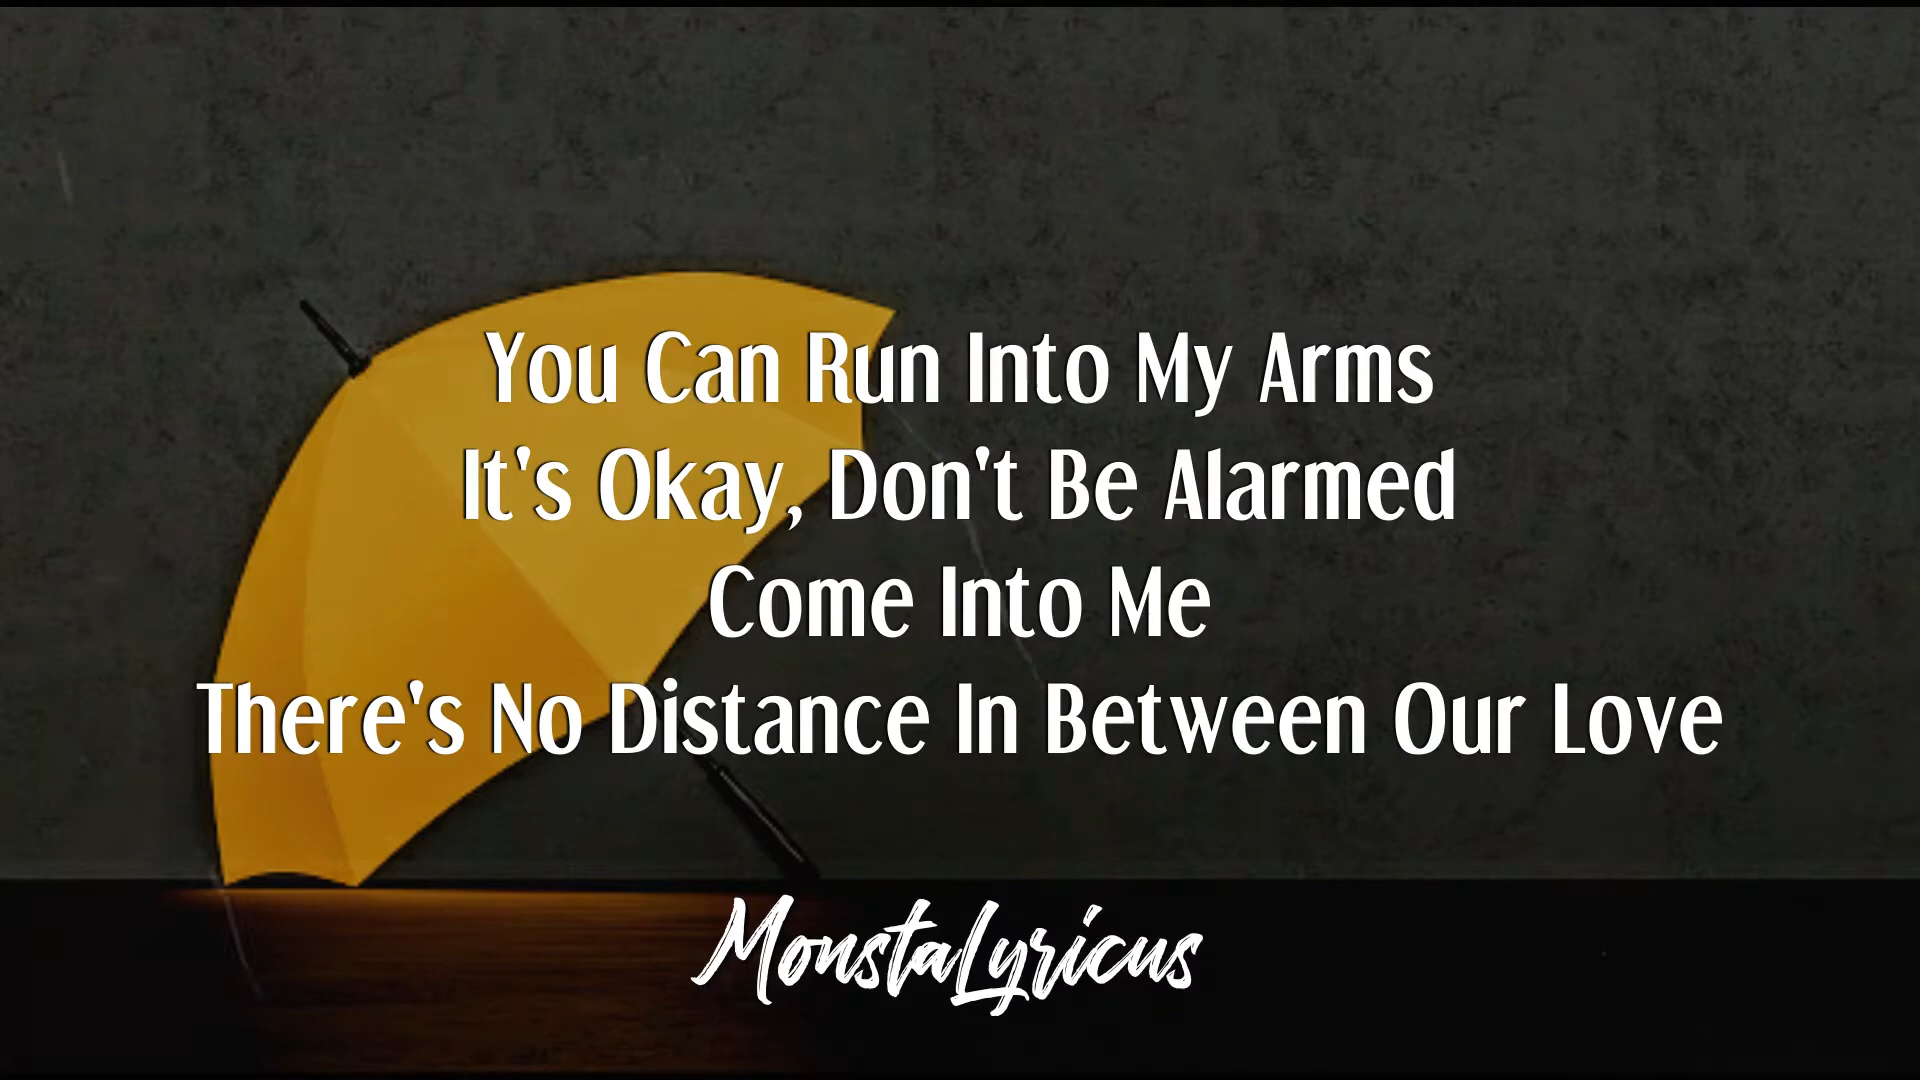 You Can Run Into My Arms
It's Okay, Don't Be Alarmed
Come Into Me
There's No Distance In Between Our Love
MonstaLyricus